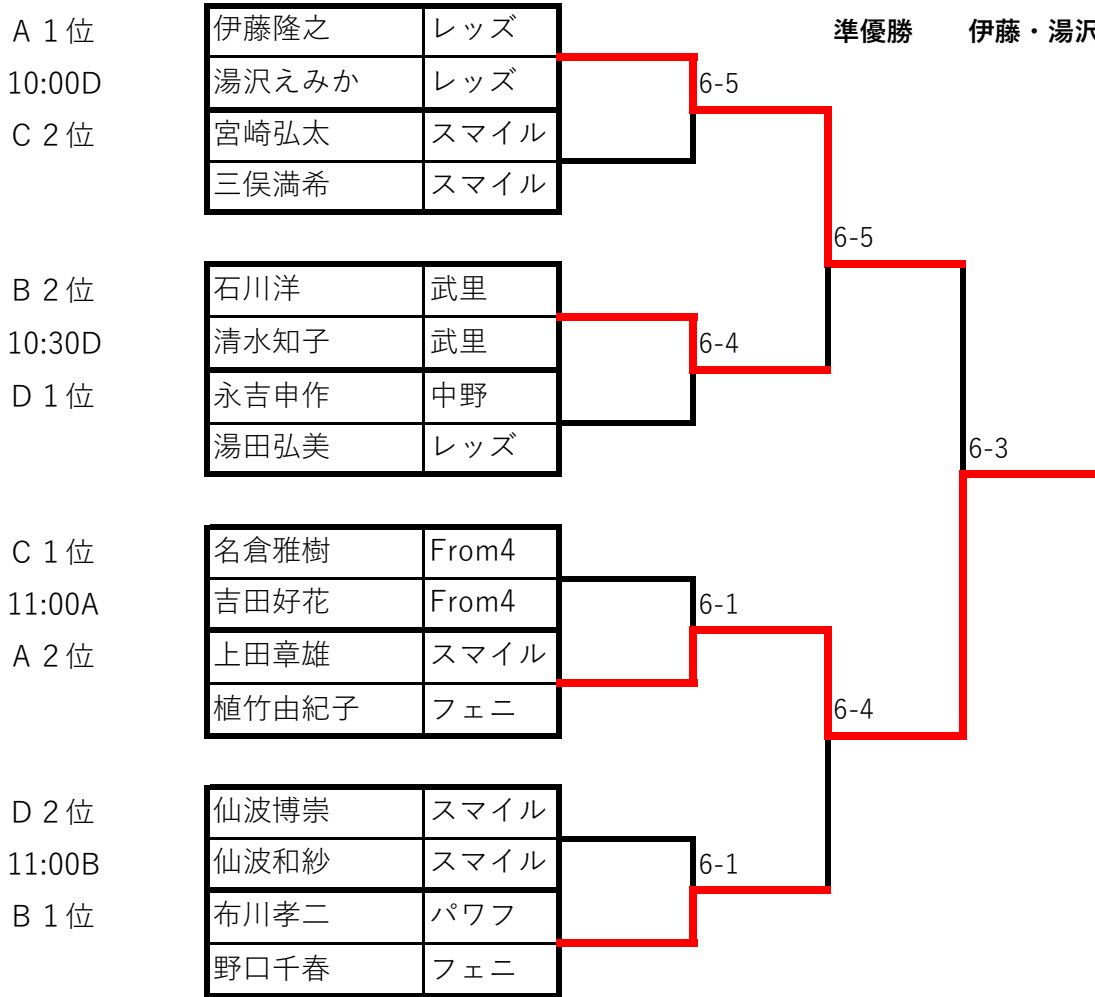 A 1位 伊藤隆之 レッズ 準優勝 伊藤・湯沢
10:00D 湯沢えみか レッズ 6-5
C 2位 宮崎弘太 スマイル
三俣満希 スマイル
6-5
B 2位 石川洋 武里
10:30D 清水知子 武里 6-4
D 1位 永吉申作 中野
湯田弘美 レッズ 6-3
C 1位 名倉雅樹 From4
11:00A 吉田好花 From4 6-1
A 2位 上田章雄 スマイル
植竹由紀子 フェニ 6-4
D 2位 仙波博崇 スマイル
11:00B 仙波和紗 スマイル 6-1
B 1位 布川孝二 パワフ
野口千春 フェニ